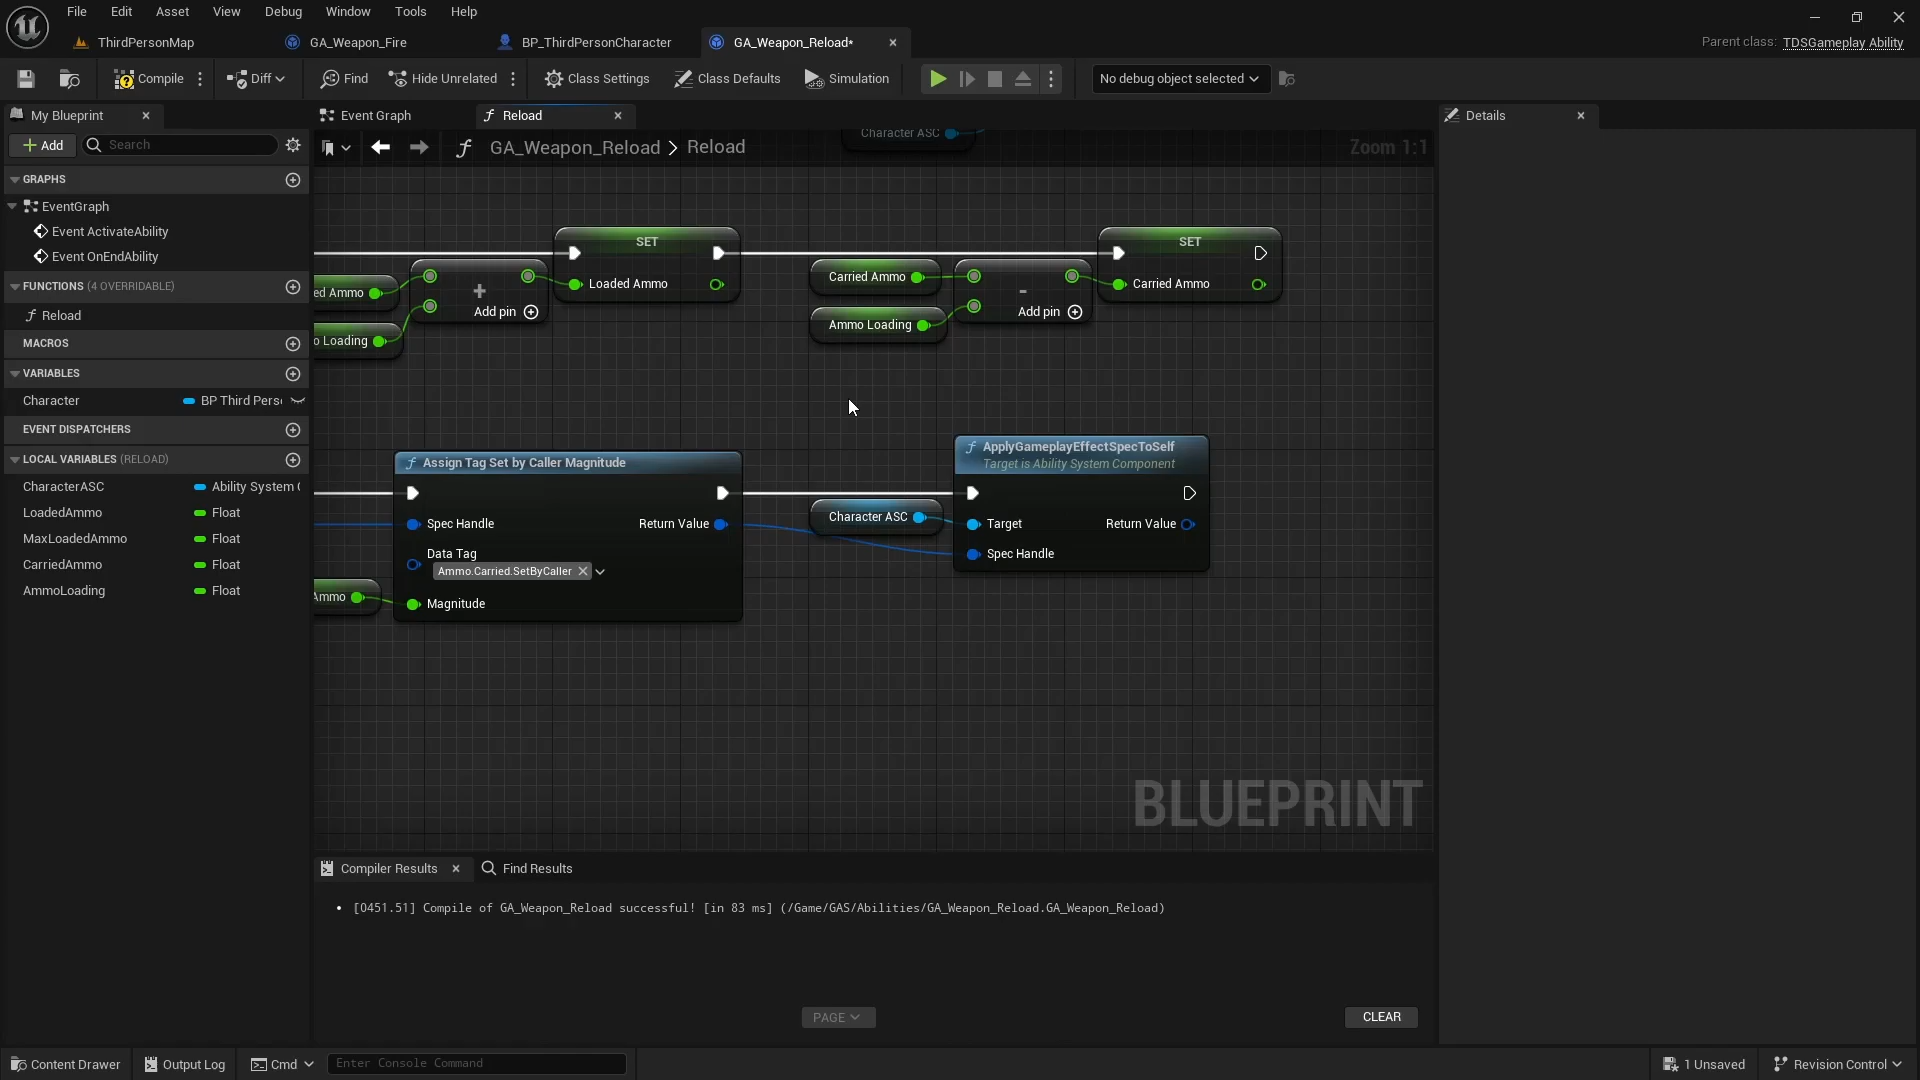 File Edit Asset View Debug Window Tools Help
ThirdPersonMap GA_Weapon_Fire BP_ThirdPersonCharacter GA_Weapon_Reload*
Parent class: TDSGameplay Ability
Compile Diff Find Hide Unrelated Class Settings Class Defaults Simulation No debug object selected
My Blueprint Event Graph Reload Details
Add Search
GA_Weapon_Reload > Reload Zoom 1:1
Character ASC
GRAPHS
EventGraph
Event ActivateAbility
Event OnEndAbility
FUNCTIONS (4 OVERRIDABLE)
Reload
MACROS
VARIABLES
Character BP Third Pers
EVENT DISPATCHERS
LOCAL VARIABLES (RELOAD)
CharacterASC Ability System
LoadedAmmo Float
MaxLoadedAmmo Float
CarriedAmmo Float
AmmoLoading Float
SET SET
ed Ammo + Add pin Loaded Ammo
o Loading
Carried Ammo - Add pin Carried Ammo
Ammo Loading
Assign Tag Set by Caller Magnitude
Spec Handle Return Value
Data Tag
Ammo.Carried.SetByCaller
Ammo Magnitude
Character ASC
ApplyGameplayEffectSpecToSelf
Target is Ability System Component
Target Return Value
Spec Handle
BLUEPRINT
Compiler Results Find Results
[0451.51] Compile of GA_Weapon_Reload successful! [in 83 ms] (/Game/GAS/Abilities/GA_Weapon_Reload.GA_Weapon_Reload)
PAGE CLEAR
Content Drawer Output Log Cmd Enter Console Command 1 Unsaved Revision Control